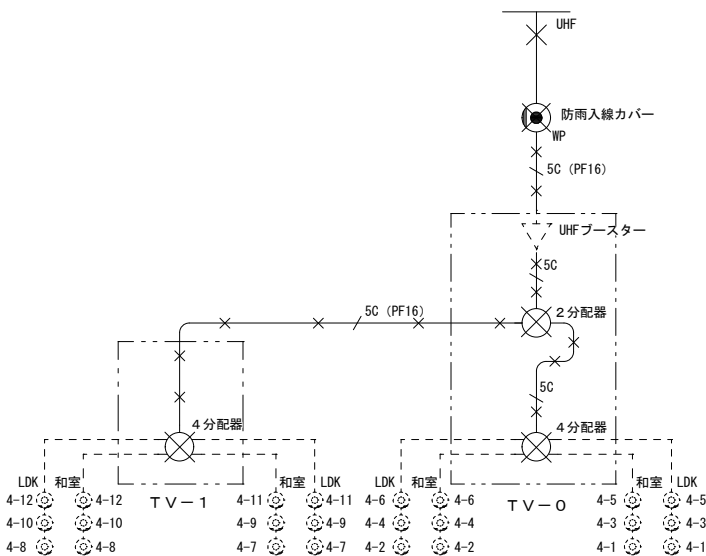 UHF
防雨入線カバー
WP
5C (PF16)
UHFブースター
5C
5C (PF16)
2分配器
5C
4分配器
4分配器
LDK 和室 和室 LDK LDK 和室 和室 LDK
4-12 4-12 TV-1 4-11 4-11 4-6 4-6 TV-0 4-5 4-5
4-10 4-10 4-9 4-9 4-4 4-4 4-3 4-3
4-8 4-8 4-7 4-7 4-2 4-2 4-1 4-1